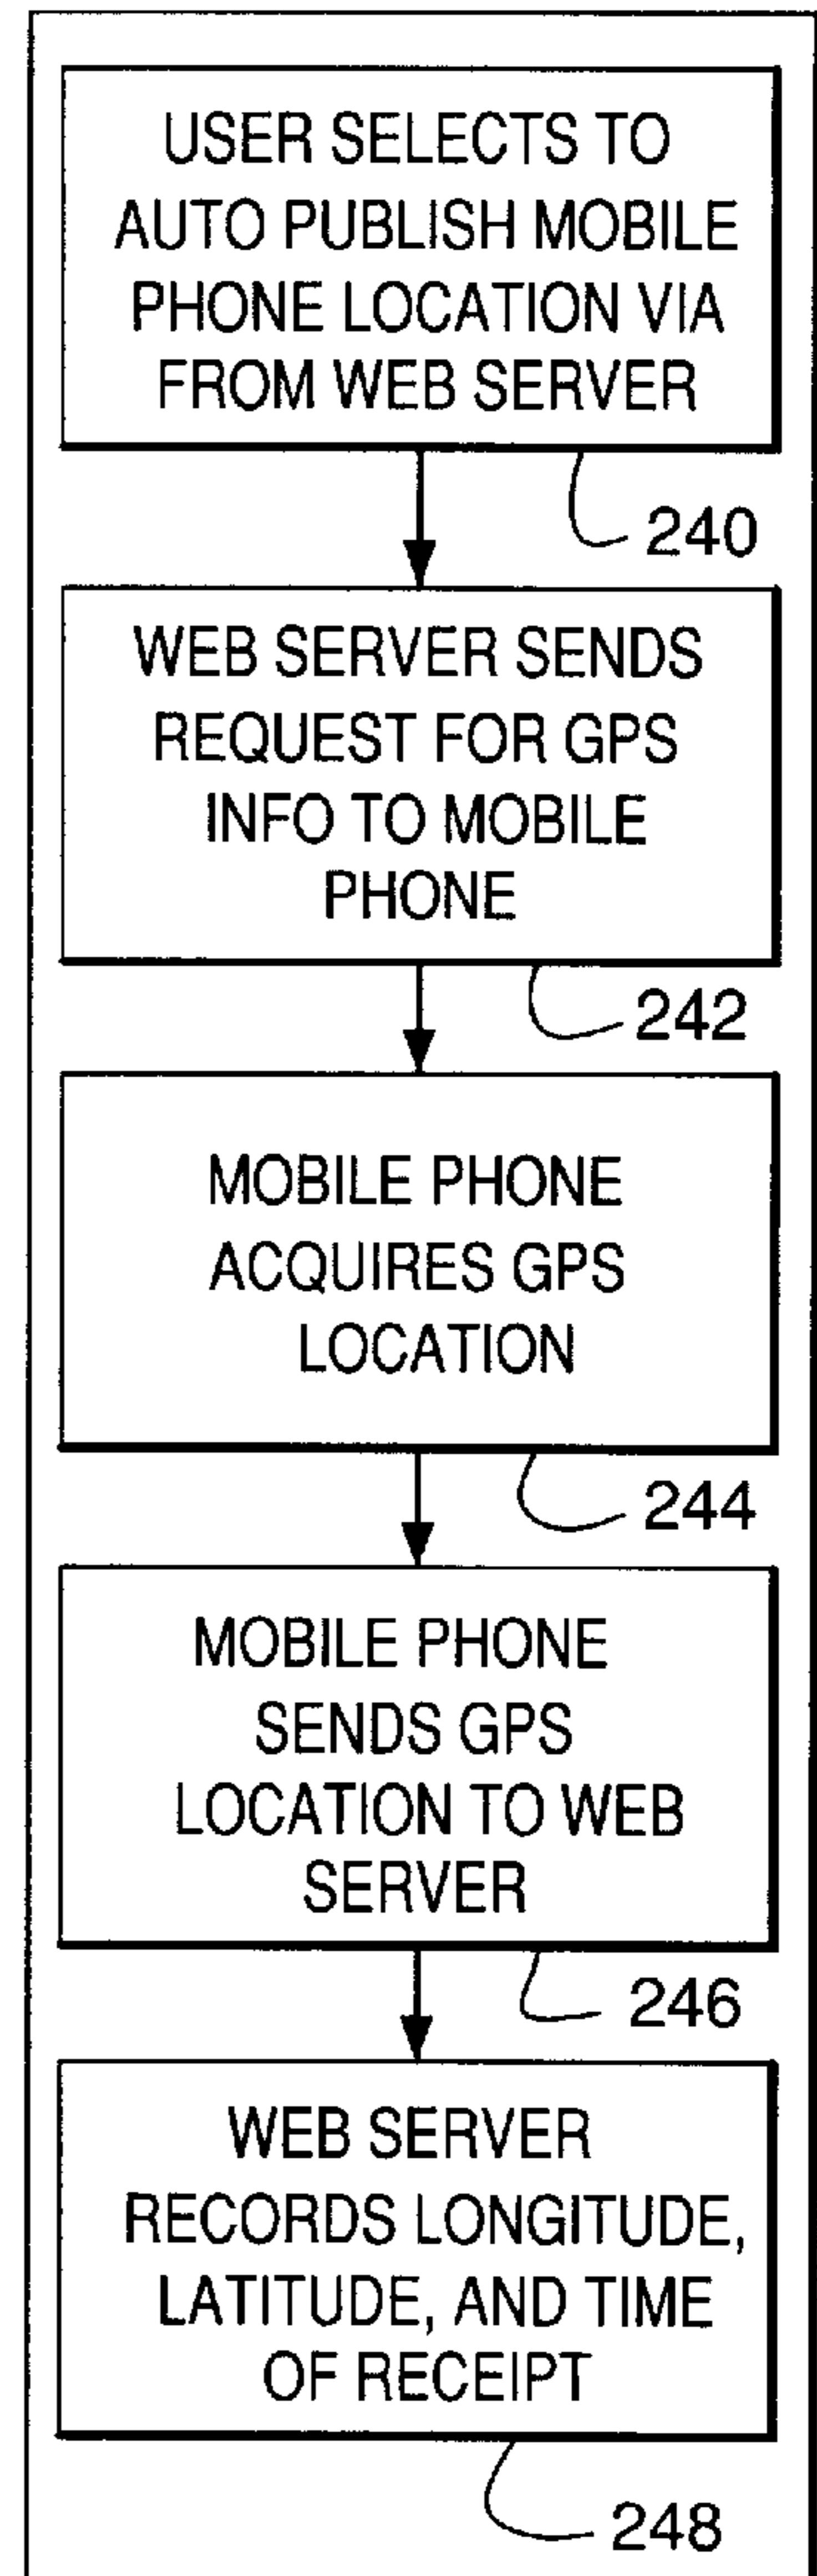 USER SELECTS TO
AUTO PUBLISH MOBILE
PHONE LOCATION VIA
FROM WEB SERVER
240
WEB SERVER SENDS
REQUEST FOR GPS
INFO TO MOBILE
PHONE
242
MOBILE PHONE
ACQUIRES GPS
LOCATION
244
MOBILE PHONE
SENDS GPS
LOCATION TO WEB
SERVER
246
WEB SERVER
RECORDS LONGITUDE,
LATITUDE, AND TIME
OF RECEIPT
248